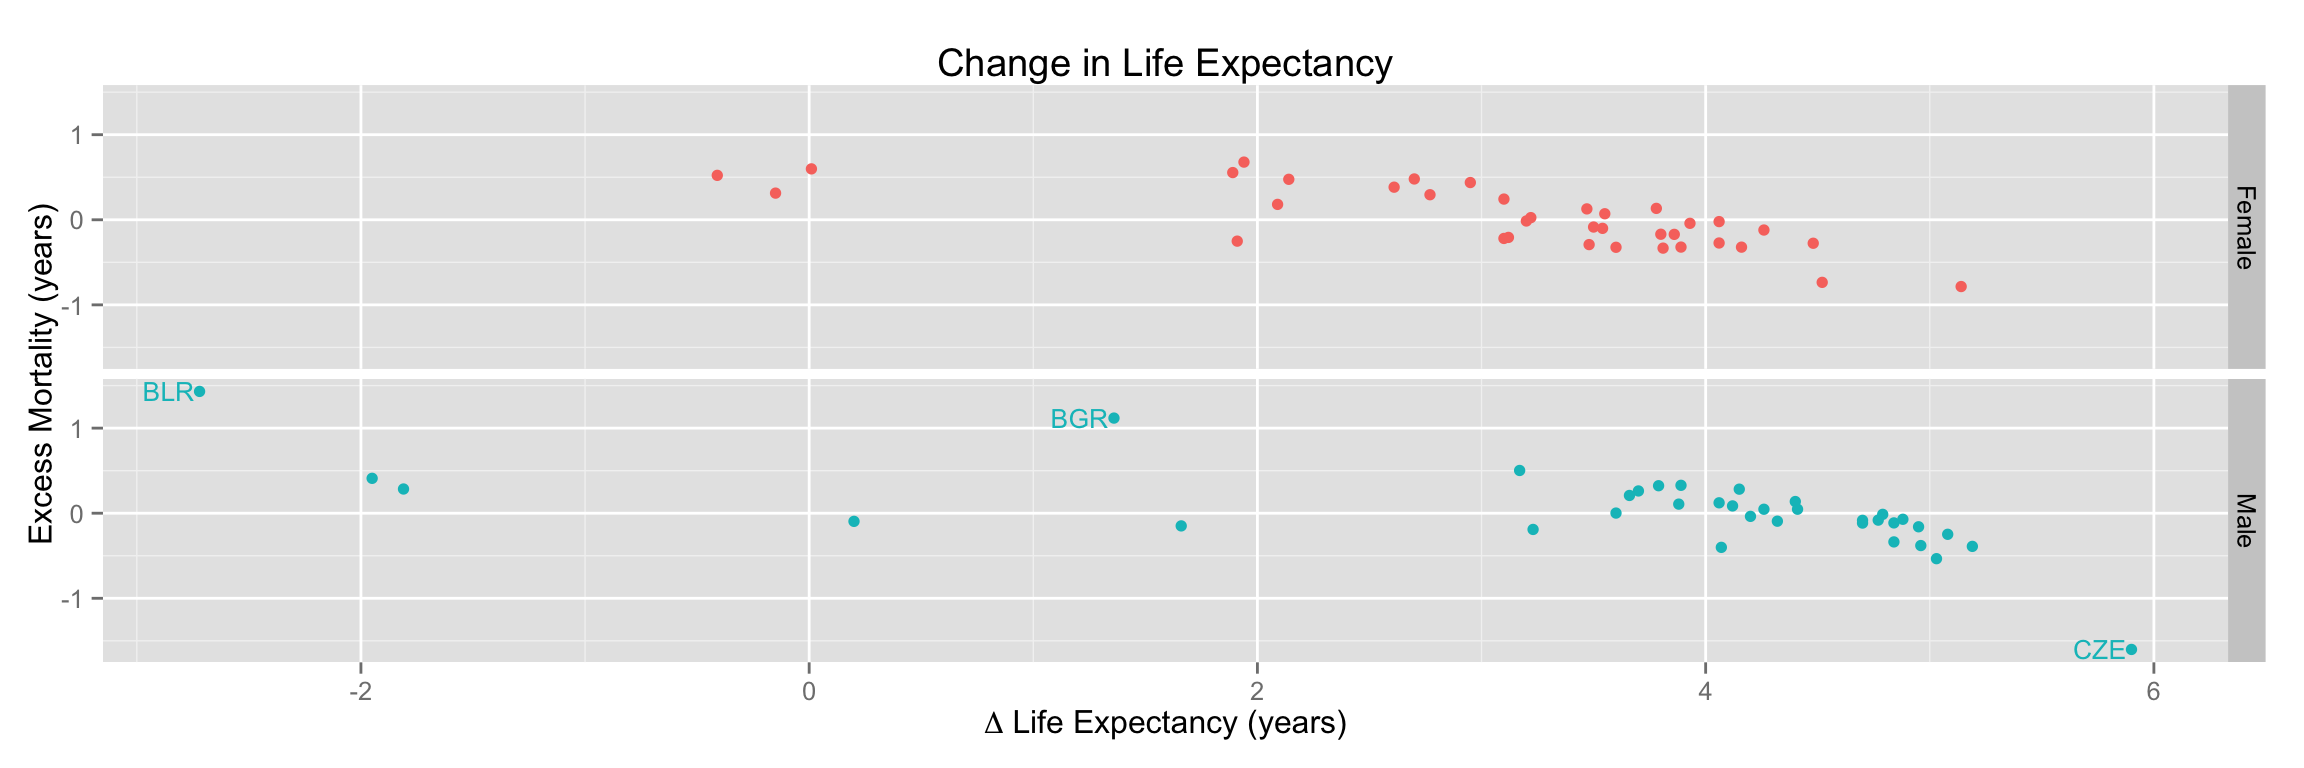 Change in Life Expectancy
Excess Mortality (years)
1
0
-1
Female
BLR
BGR
1
0
-1
CZE
Male
-2
0
2
4
6
Δ Life Expectancy (years)